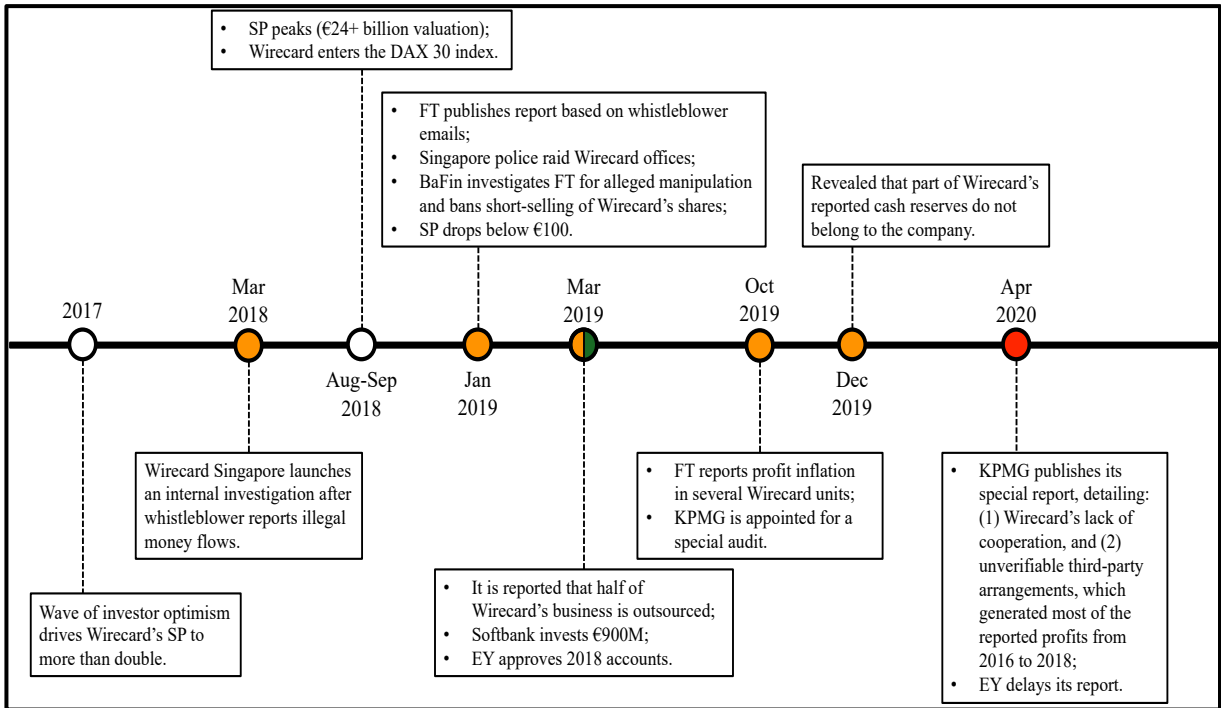 • SP peaks (€24+ billion valuation);
• Wirecard enters the DAX 30 index.
• FT publishes report based on whistleblower
emails;
• Singapore police raid Wirecard offices;
• BaFin investigates FT for alleged manipulation
and bans short-selling of Wirecard's shares;
• SP drops below €100.
Revealed that part of Wirecard's
reported cash reserves do not
belong to the company.
2017
Mar
2018
Mar
2019
Oct
2019
Apr
2020
Aug-Sep
2018
Jan
2019
Dec
2019
Wirecard Singapore launches
an internal investigation after
whistleblower reports illegal
money flows.
• FT reports profit inflation
in several Wirecard units;
• KPMG is appointed for a
special audit.
• KPMG publishes its
special report, detailing:
(1) Wirecard's lack of
cooperation, and (2)
unverifiable third-party
arrangements, which
generated most of the
reported profits from
2016 to 2018;
• EY delays its report.
Wave of investor optimism
drives Wirecard's SP to
more than double.
• It is reported that half of
Wirecard's business is outsourced;
• Softbank invests €900M;
• EY approves 2018 accounts.